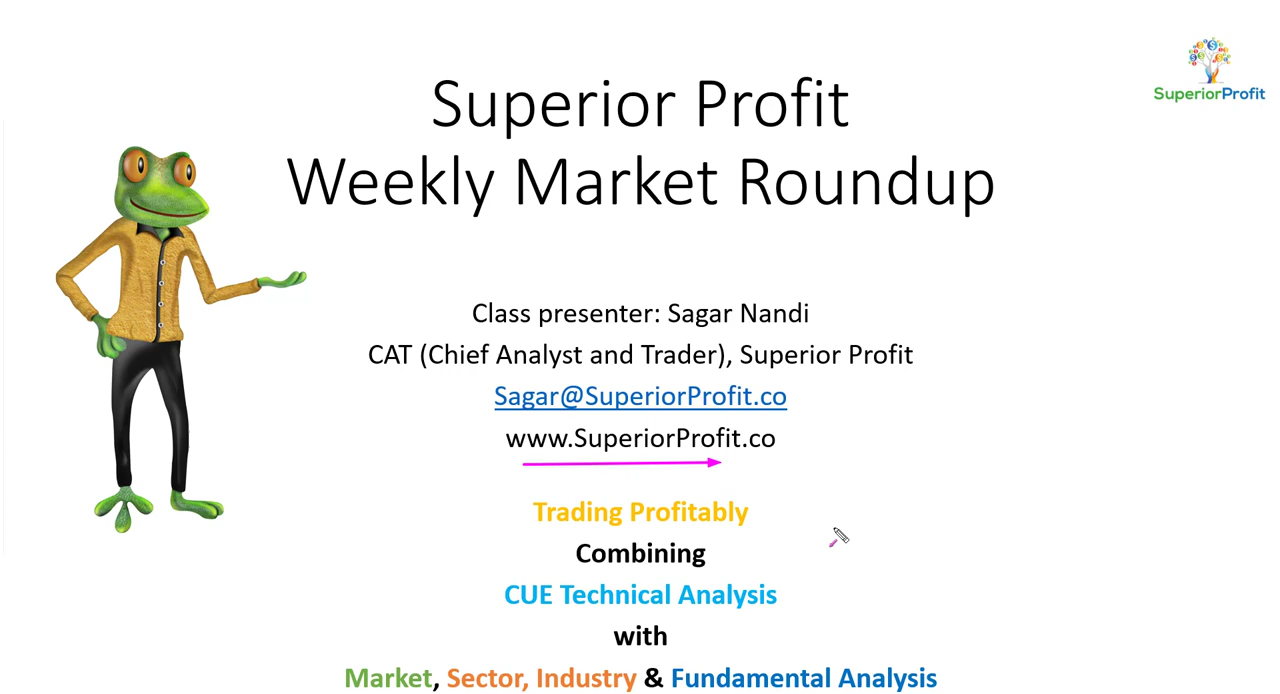 SuperiorProfit
Superior Profit
Weekly Market Roundup
Class presenter: Sagar Nandi
CAT (Chief Analyst and Trader), Superior Profit
Sagar@SuperiorProfit.co
www.SuperiorProfit.co
Trading Profitably
Combining
CUE Technical Analysis
with
Market, Sector, Industry & Fundamental Analysis